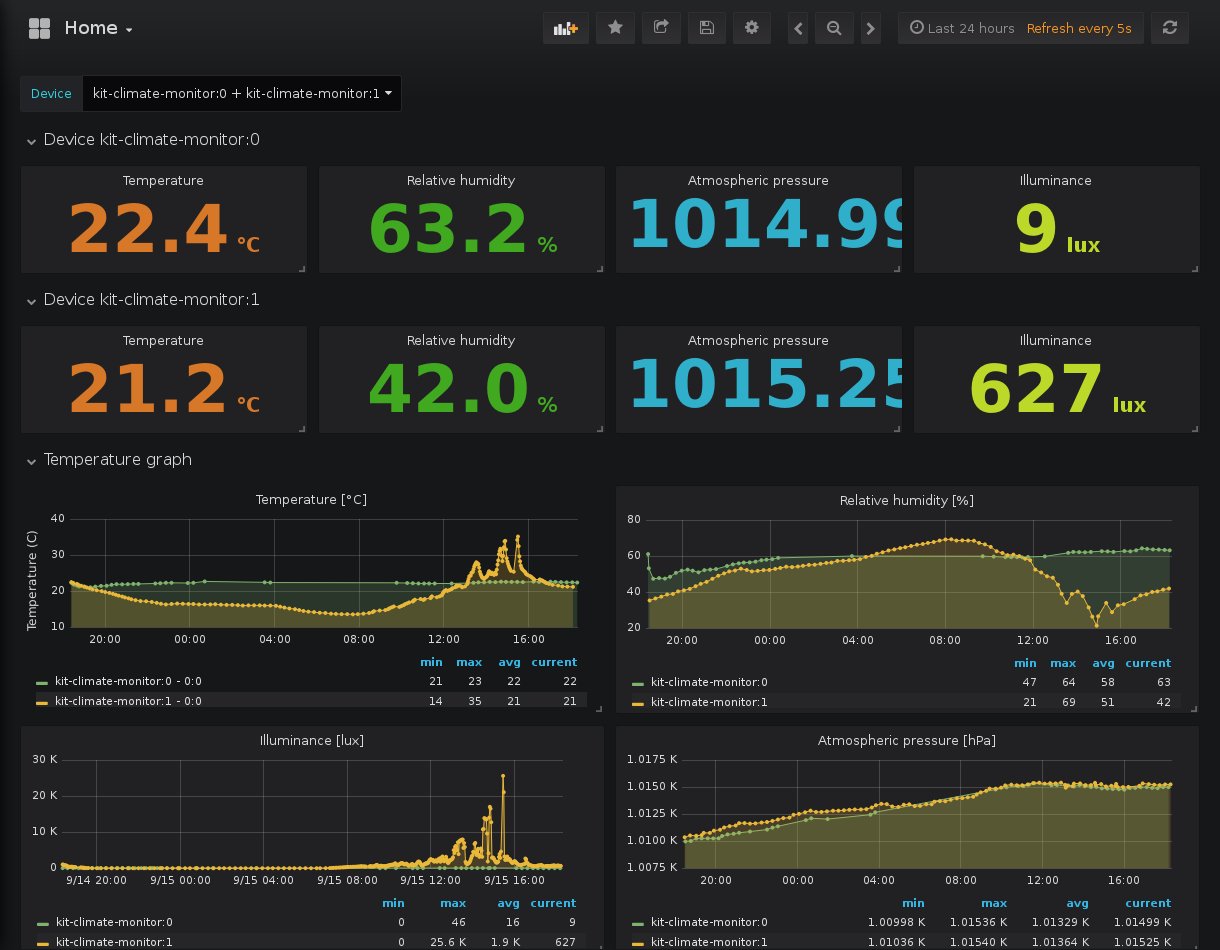 Home
Last 24 hours Refresh every 5s
Device kit-climate-monitor:0 + kit-climate-monitor:1
Device kit-climate-monitor:0
Temperature Relative humidity Atmospheric pressure Illuminance
22.4 °C 63.2 % 1014.99 9 lux
Device kit-climate-monitor:1
Temperature Relative humidity Atmospheric pressure Illuminance
21.2 °C 42.0 % 1015.25 627 lux
Temperature graph
Temperature [°C]
Temperature (C)
40
30
20
10
20:00 00:00 04:00 08:00 12:00 16:00
min max avg current
kit-climate-monitor:0 - 0:0 21 23 22 22
kit-climate-monitor:1 - 0:0 14 35 21 21
Relative humidity [%]
80
60
40
20
20:00 00:00 04:00 08:00 12:00 16:00
min max avg current
kit-climate-monitor:0 47 64 58 63
kit-climate-monitor:1 21 69 51 42
Illuminance [lux]
30 K
20 K
10 K
0
9/14 20:00 9/15 00:00 9/15 04:00 9/15 08:00 9/15 12:00 9/15 16:00
min max avg current
kit-climate-monitor:0 0 46 16 9
kit-climate-monitor:1 0 25.6 K 1.9 K 627
Atmospheric pressure [hPa]
1.0175 K
1.0150 K
1.0125 K
1.0100 K
1.0075 K
20:00 00:00 04:00 08:00 12:00 16:00
min max avg current
kit-climate-monitor:0 1.00998 K 1.01536 K 1.01329 K 1.01499 K
kit-climate-monitor:1 1.01036 K 1.01540 K 1.01364 K 1.01525 K